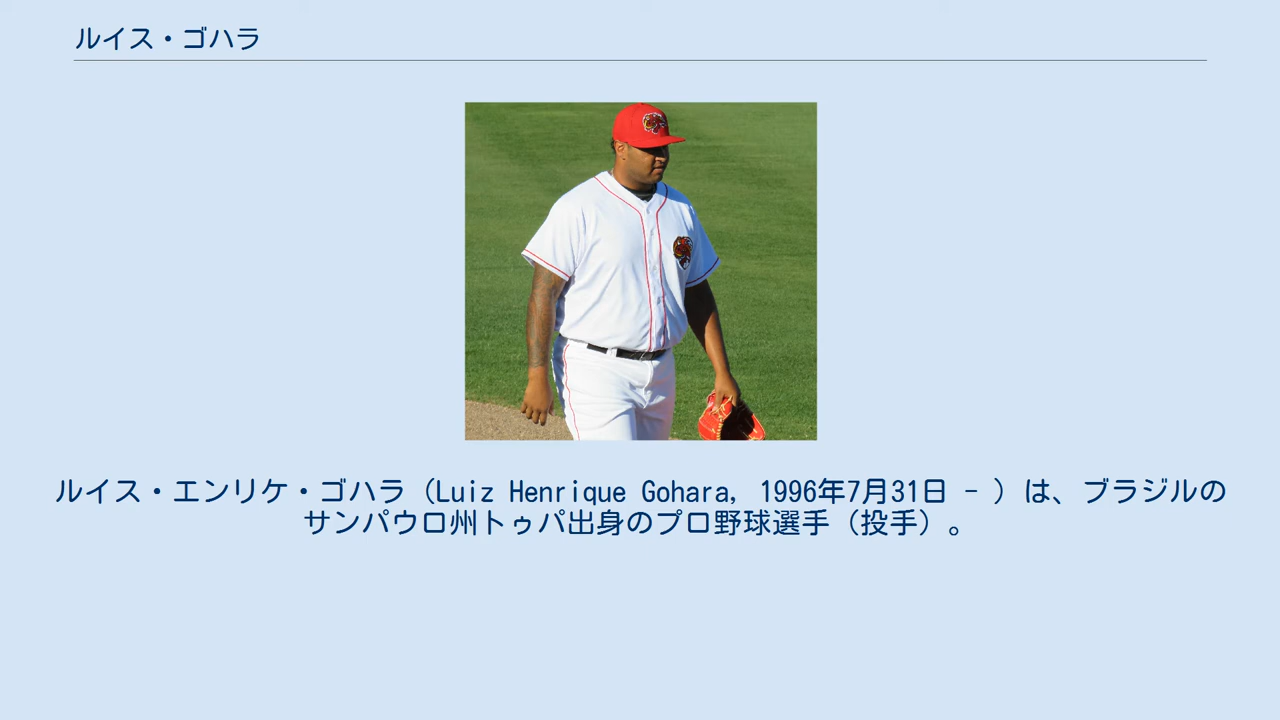 ルイス・ゴハラ
ルイス・エンリケ・ゴハラ（Luiz Henrique Gohara, 1996年7月31日 - ）は、ブラジルの
サンパウロ州トゥパ出身のプロ野球選手（投手）。